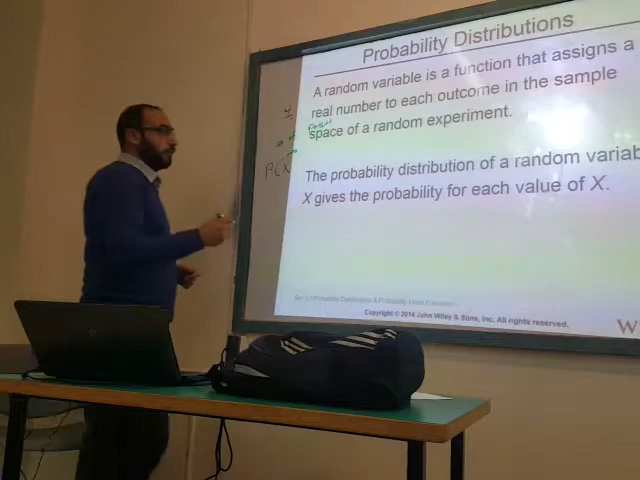 Probability Distributions
A random variable is a function that assigns a
real number to each outcome in the sample
space of a random experiment.
The probability distribution of a random variab
X gives the probability for each value of X.
P(X
Copyright © 2014 John Wiley & Sons, Inc. All rights reserved.
W